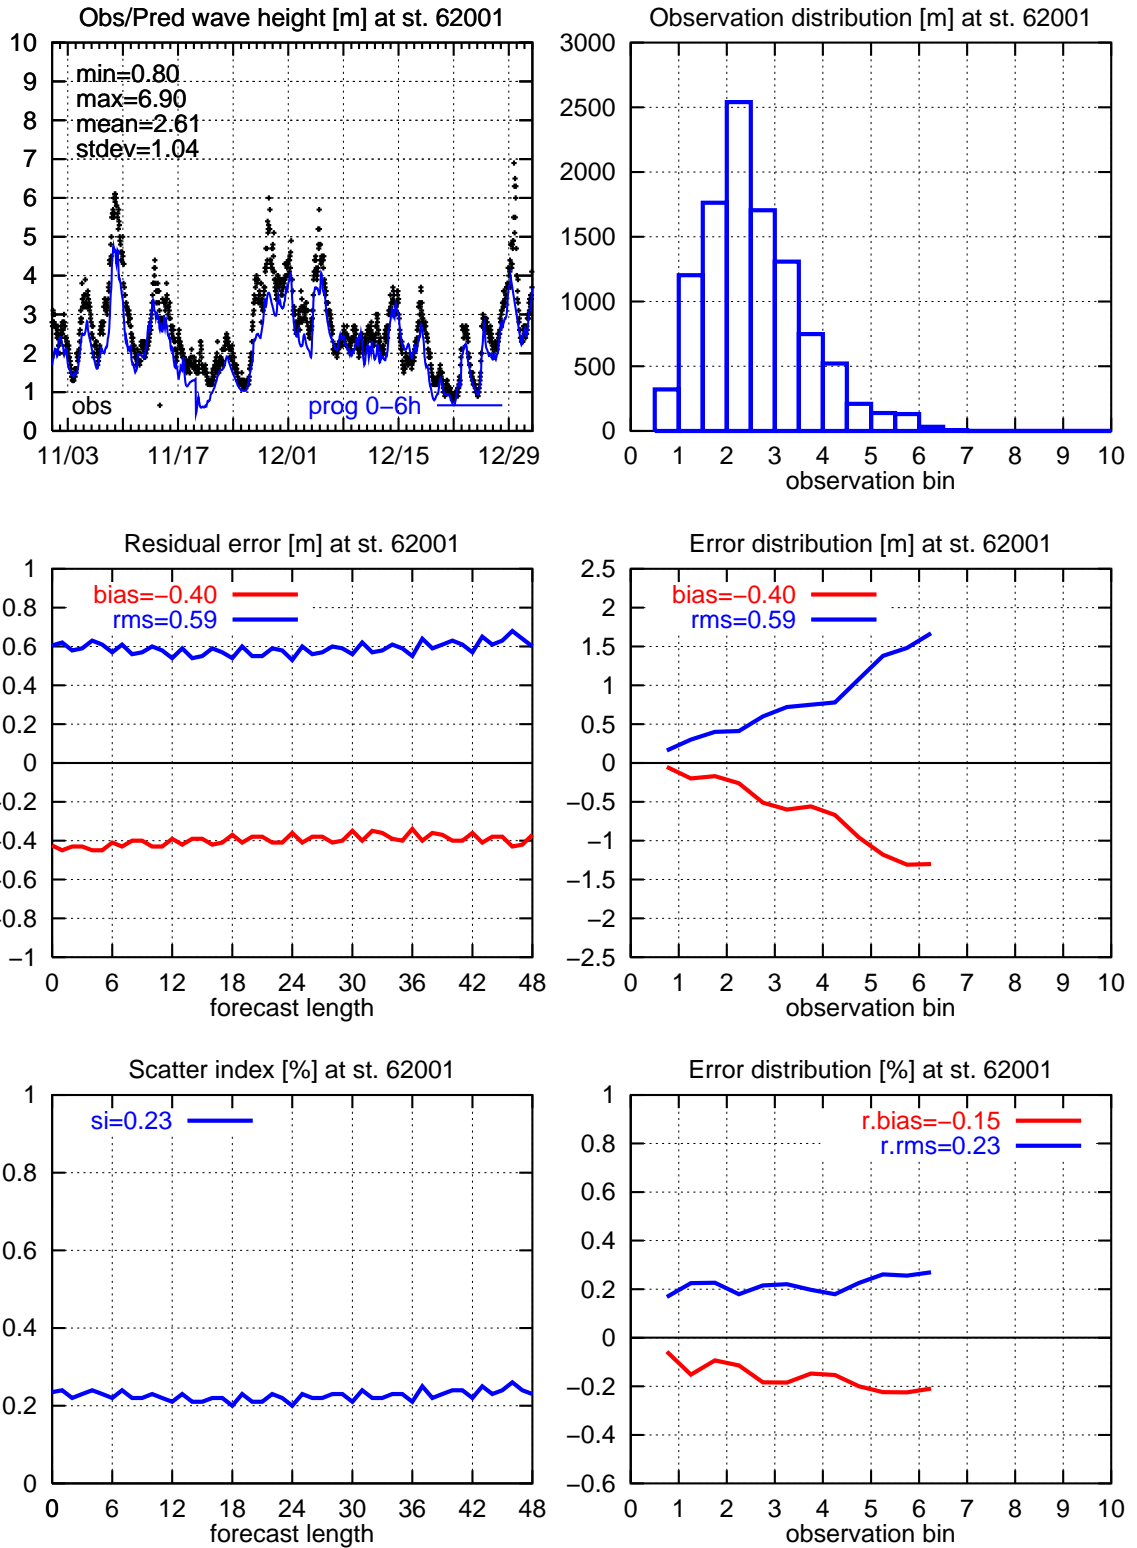 Obs/Pred wave height [m] at st. 62001
10
9
8
7
6
5
4
3
2
1
0
min=0.80
max=6.90
mean=2.61
stdev=1.04
obs
prog 0−6h
11/03 11/17 12/01 12/15 12/29
Observation distribution [m] at st. 62001
3000
2500
2000
1500
1000
500
0
0 1 2 3 4 5 6 7 8 9 10
observation bin
Residual error [m] at st. 62001
1
0.8
0.6
0.4
0.2
0
-0.2
-0.4
-0.6
-0.8
−1
bias=−0.40
rms=0.59
0 6 12 18 24 30 36 42 48
forecast length
Error distribution [m] at st. 62001
2.5
2
1.5
1
0.5
0
−0.5
−1
−1.5
−2
−2.5
bias=−0.40
rms=0.59
0 1 2 3 4 5 6 7 8 9 10
observation bin
Scatter index [%] at st. 62001
1
0.8
0.6
0.4
0.2
0
si=0.23
0 6 12 18 24 30 36 42 48
forecast length
Error distribution [%] at st. 62001
1
0.8
0.6
0.4
0.2
0
−0.2
−0.4
−0.6
r.bias=−0.15
r.rms=0.23
0 1 2 3 4 5 6 7 8 9 10
observation bin